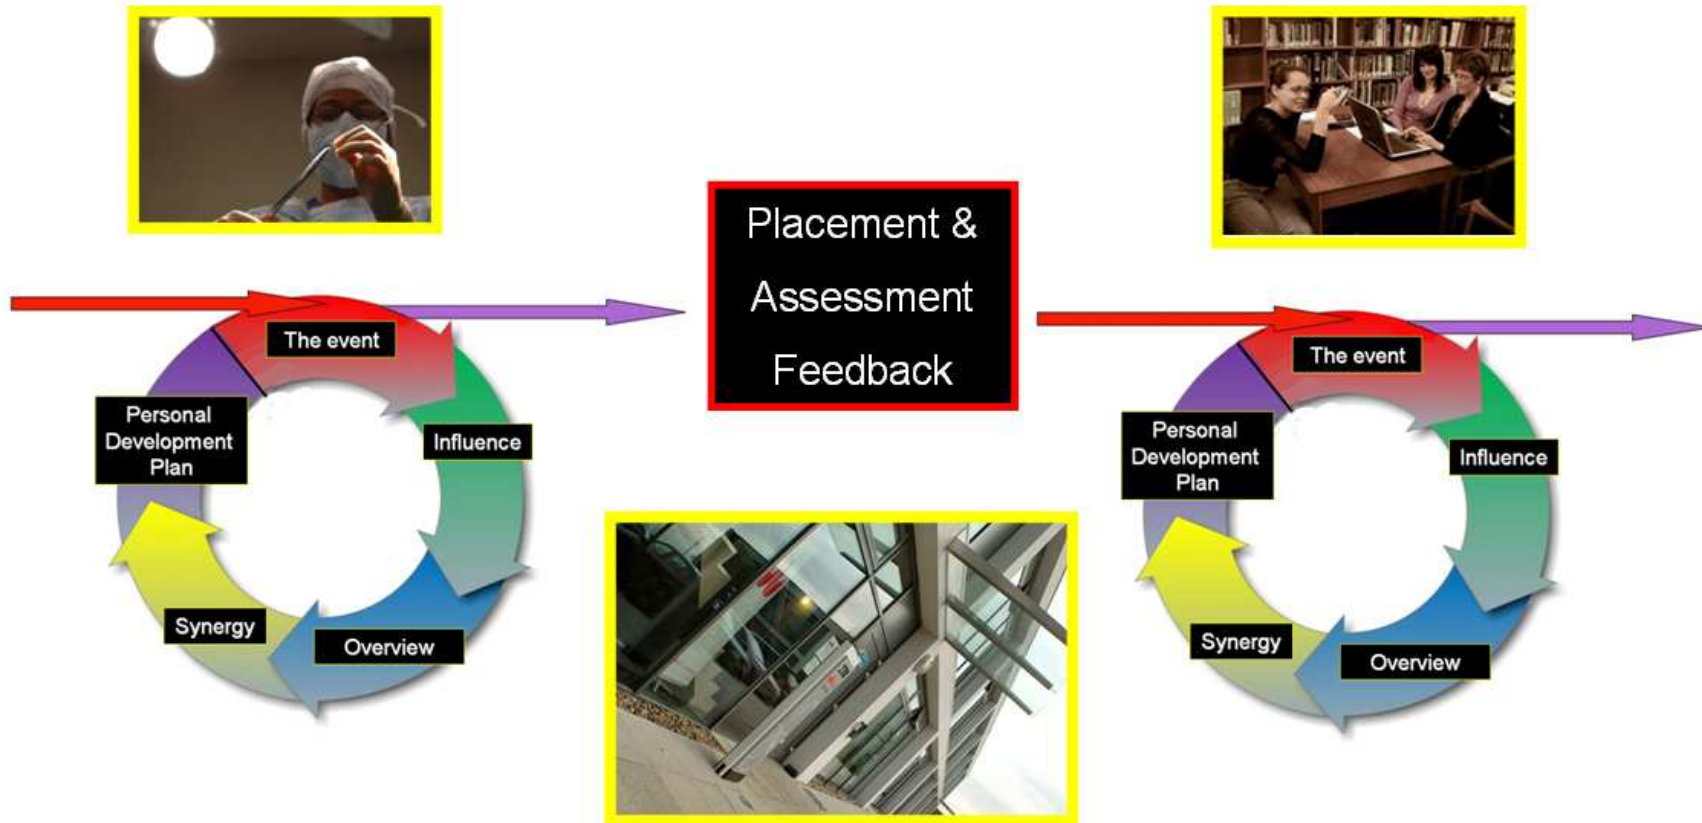 Placement &
Assessment
Feedback
The event
Influence
Overview
Synergy
Personal
Development
Plan
The event
Influence
Overview
Synergy
Personal
Development
Plan